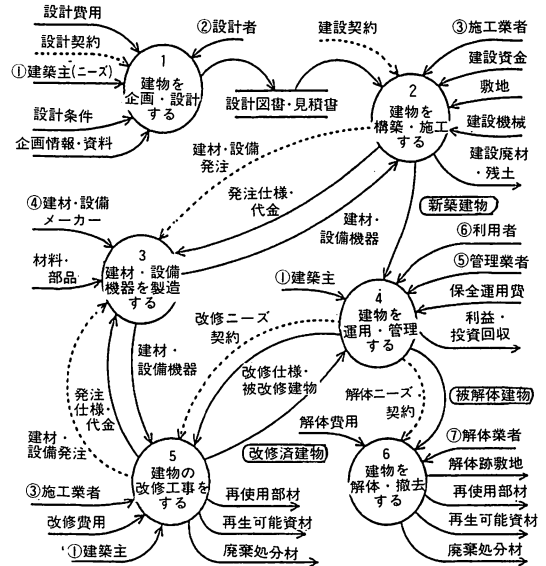 設計費用
設計契約
①建築主(ニーズ)
設計条件
企画情報・資料
②設計者
1
建物を
企画・設計
する
設計図書・見積書
建設契約
③施工業者
建設資金
敷地
建設機械
建設廃材
・残土
2
建物を
構築・施工
する
建材・設備
発注
発注仕様・
代金
建材・
設備機器
新築建物
④建材・設備
メーカー
材料・
部品
3
建材・設備
機器を製造
する
①建築主
⑥利用者
⑤管理業者
保全運用費
利益・
投資回収
4
建物を
運用・管理
する
改修ニーズ
契約
建材・
設備機器
改修仕様・
被改修建物
発注
仕様・
代金
建材・
設備発注
解体ニーズ
契約
被解体建物
解体費用
改修済建物
5
建物の
改修工事を
する
③施工業者
改修費用
①建築主
再使用部材
再生可能資材
廃棄処分材
6
建物を
解体・撤去
する
⑦解体業者
解体跡敷地
再使用部材
再生可能資材
廃棄処分材